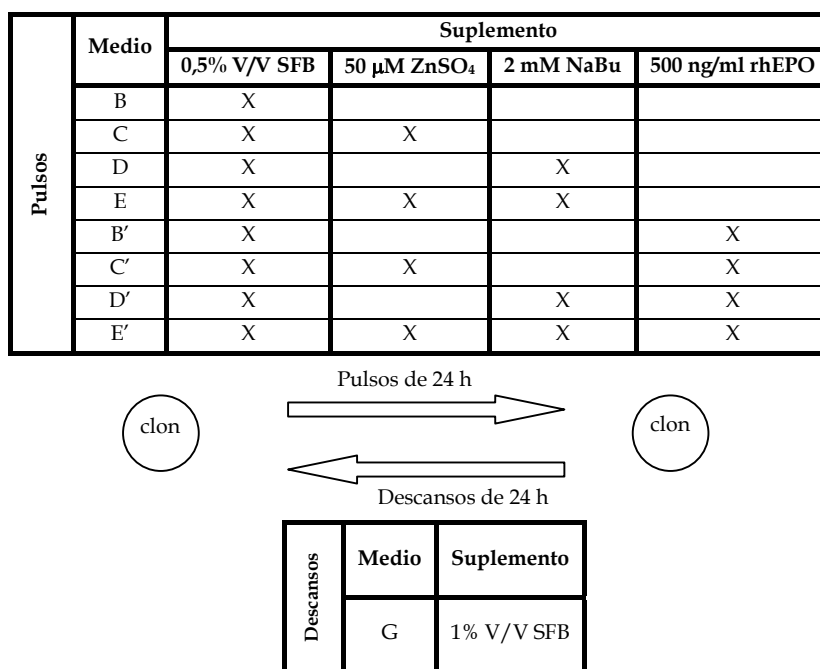 Pulsos
Medio Suplemento
0,5% V/V SFB 50 μM ZnSO₄ 2 mM NaBu 500 ng/ml rhEPO
B X
C X X
D X X
E X X X
B′ X X
C′ X X X
D′ X X X
E′ X X X X
Pulsos de 24 h
clon clon
Descansos de 24 h
Descansos
Medio Suplemento
G 1% V/V SFB